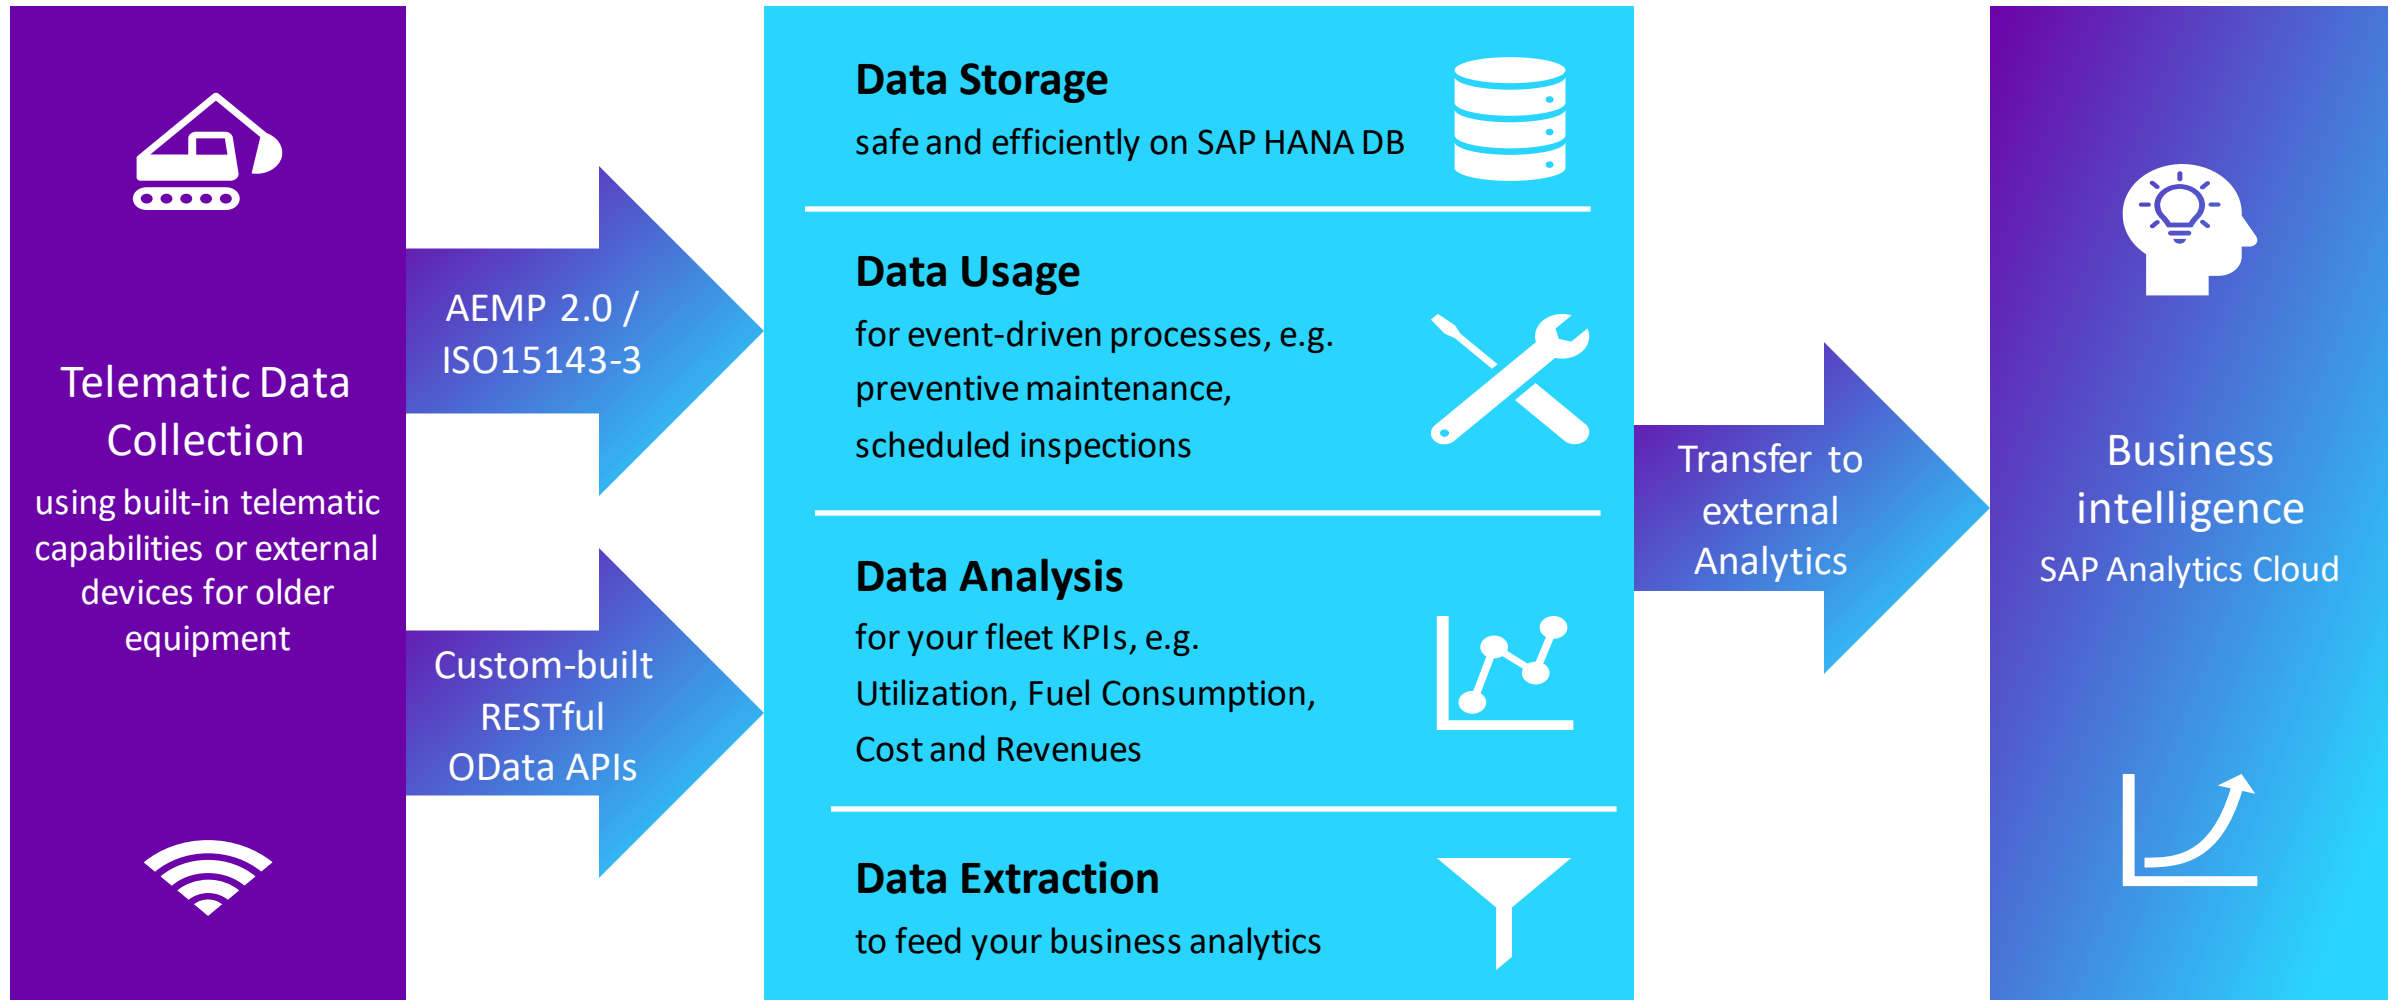 Telematic Data
Collection
using built-in telematic
capabilities or external
devices for older
equipment
AEMP 2.0 /
ISO15143-3
Custom-built
RESTful
OData APIs
Data Storage
safe and efficiently on SAP HANA DB
Data Usage
for event-driven processes, e.g.
preventive maintenance,
scheduled inspections
Data Analysis
for your fleet KPIs, e.g.
Utilization, Fuel Consumption,
Cost and Revenues
Data Extraction
to feed your business analytics
Transfer to
external
Analytics
Business
intelligence
SAP Analytics Cloud